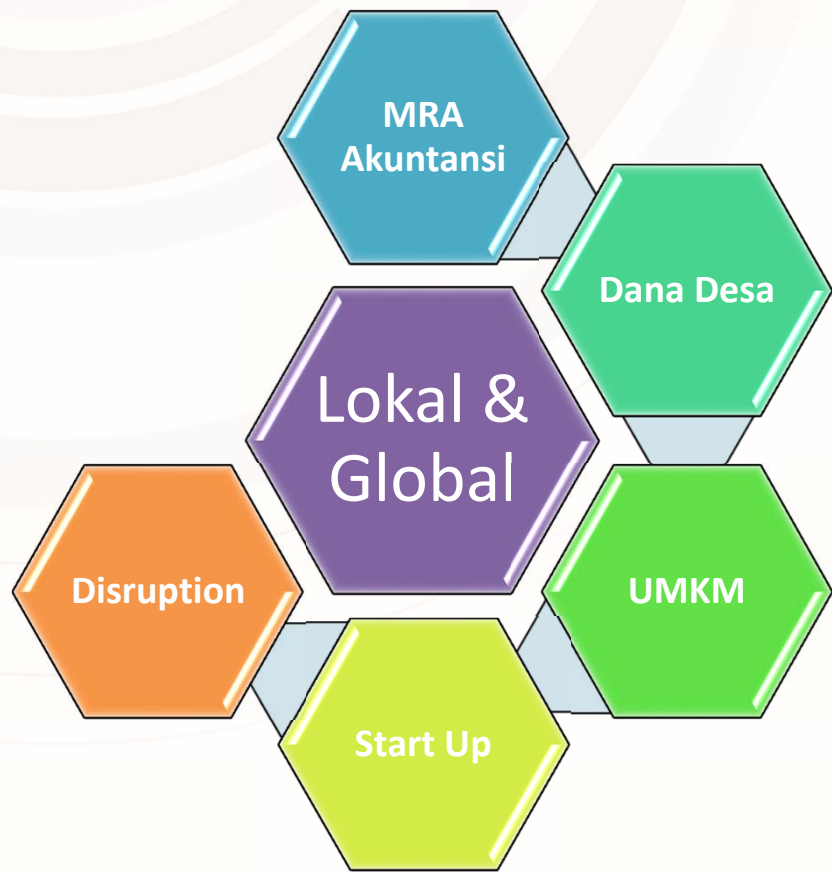 MRA
Akuntansi
Dana Desa
Lokal &
Global
Disruption
UMKM
Start Up